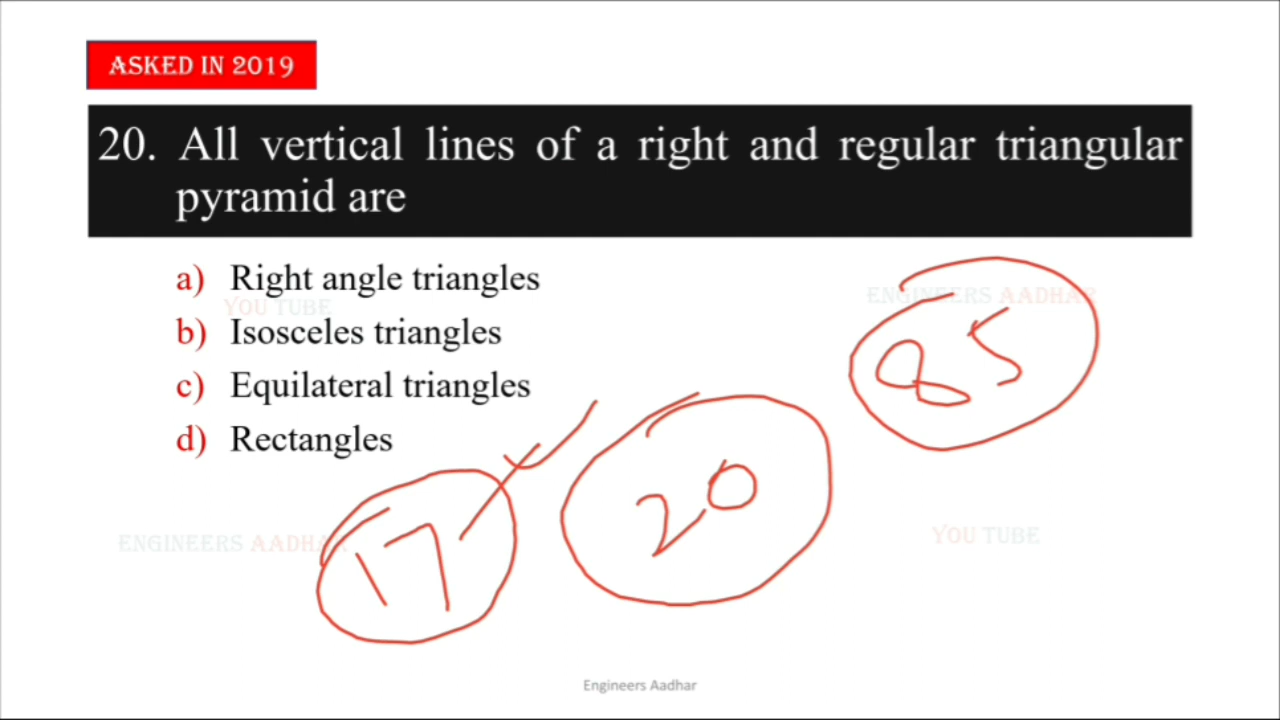 ASKED IN 2019
20. All vertical lines of a right and regular triangular
pyramid are
a) Right angle triangles
YOU TUBE
ENGINEERS AADHAR
b) Isosceles triangles
85
c) Equilateral triangles
d) Rectangles
20
17
ENGINEERS AADHAR
YOU TUBE
Engineers Aadhar